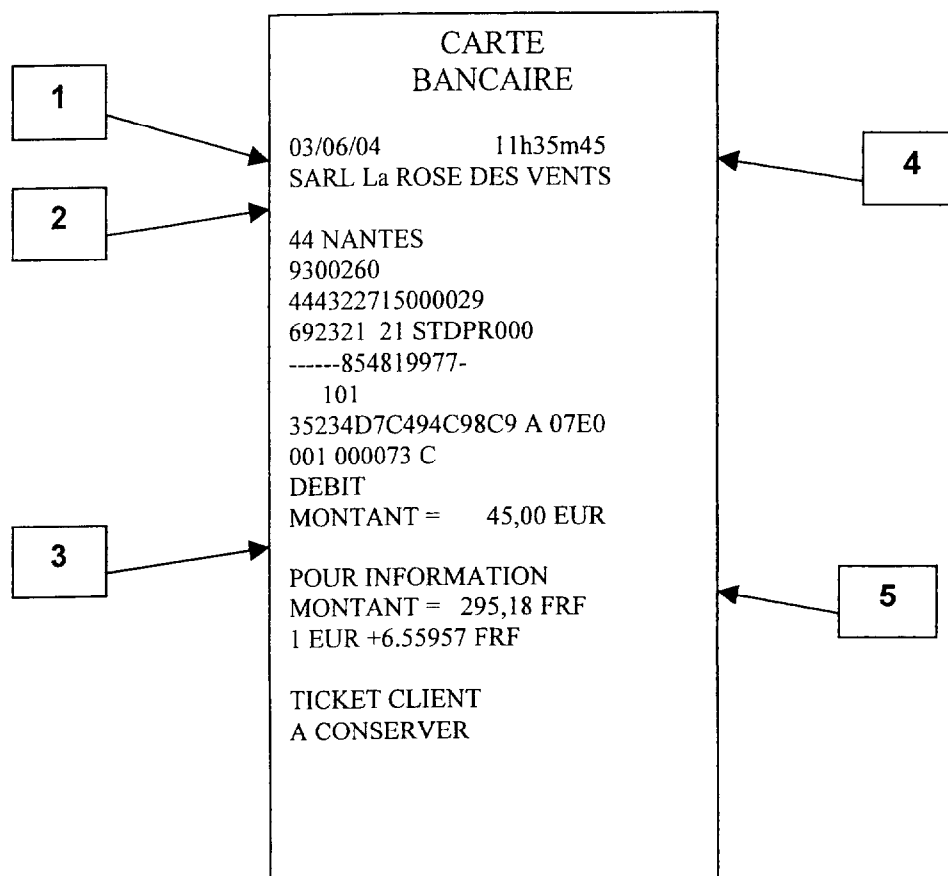 CARTE
BANCAIRE
1
03/06/04 11h35m45
4
SARL La ROSE DES VENTS
2
44 NANTES
9300260
444322715000029
692321 21 STDPR000
------854819977-
101
35234D7C494C98C9 A 07E0
001 000073 C
DEBIT
MONTANT = 45,00 EUR
3
POUR INFORMATION
MONTANT = 295,18 FRF
5
1 EUR +6.55957 FRF
TICKET CLIENT
A CONSERVER